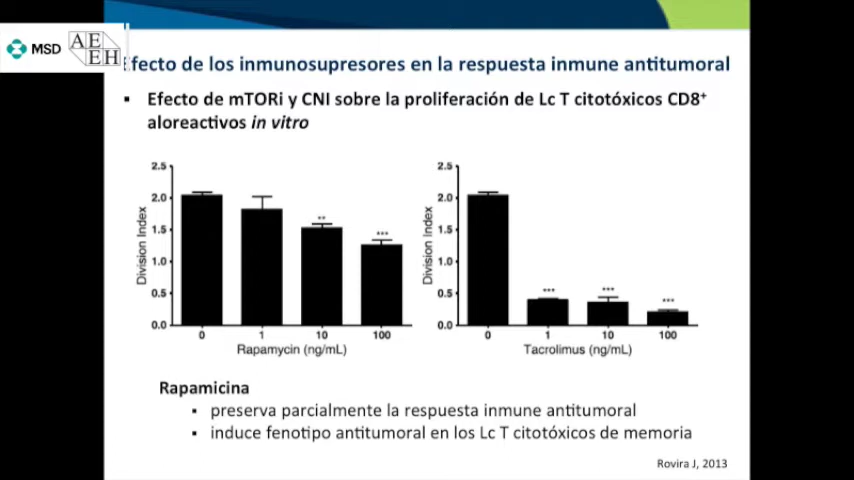 MSD
AE
EH
fecto de los inmunosupresores en la respuesta inmune antitumoral
▪ Efecto de mTORi y CNI sobre la proliferación de Lc T citotóxicos CD8+
aloreactivos in vitro
2.5
2.0
1.5
1.0
0.5
0.0
Division Index
**
***
0 1 10 100
Rapamycin (ng/mL)
2.5
2.0
1.5
1.0
0.5
0.0
Division Index
***
***
***
0 1 10 100
Tacrolimus (ng/mL)
Rapamicina
▪ preserva parcialmente la respuesta inmune antitumoral
▪ induce fenotipo antitumoral en los Lc T citotóxicos de memoria
Rovira J, 2013